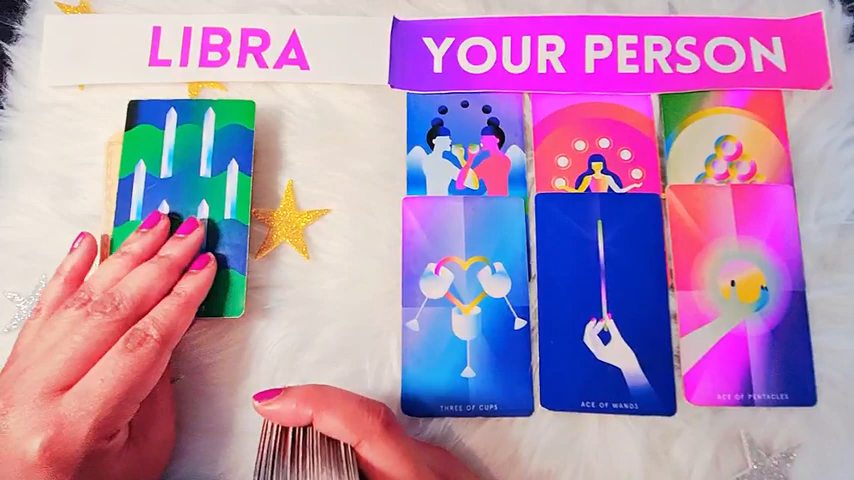 LIBRA
YOUR PERSON
THREE OF CUPS
ACE OF WANDS
ACE OF PENTACLES